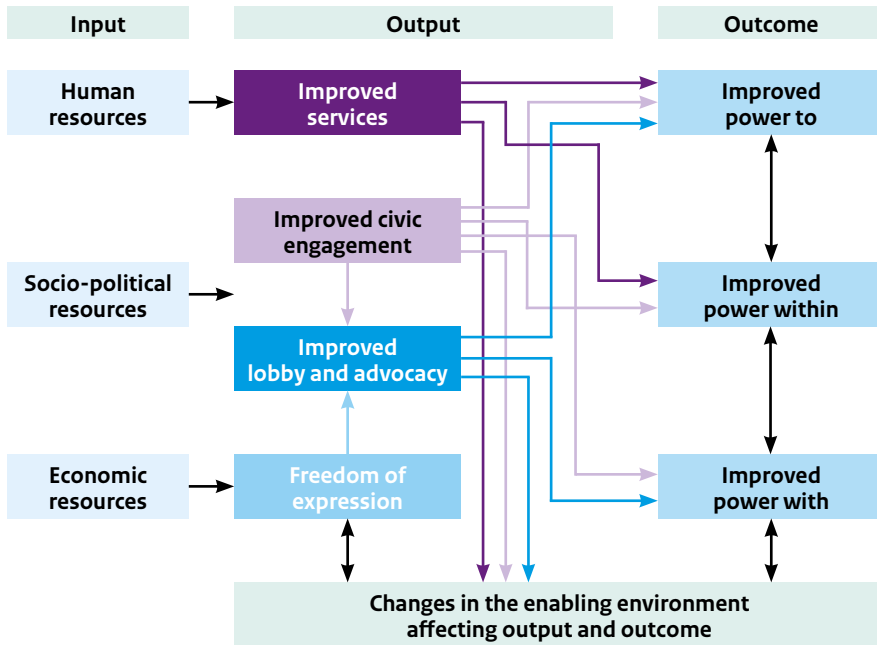 Input
Output
Outcome
Human
resources
Improved
services
Improved
power to
Improved civic
engagement
Socio-political
resources
Improved
power within
Improved
lobby and advocacy
Economic
resources
Freedom of
expression
Improved
power with
Changes in the enabling environment
affecting output and outcome